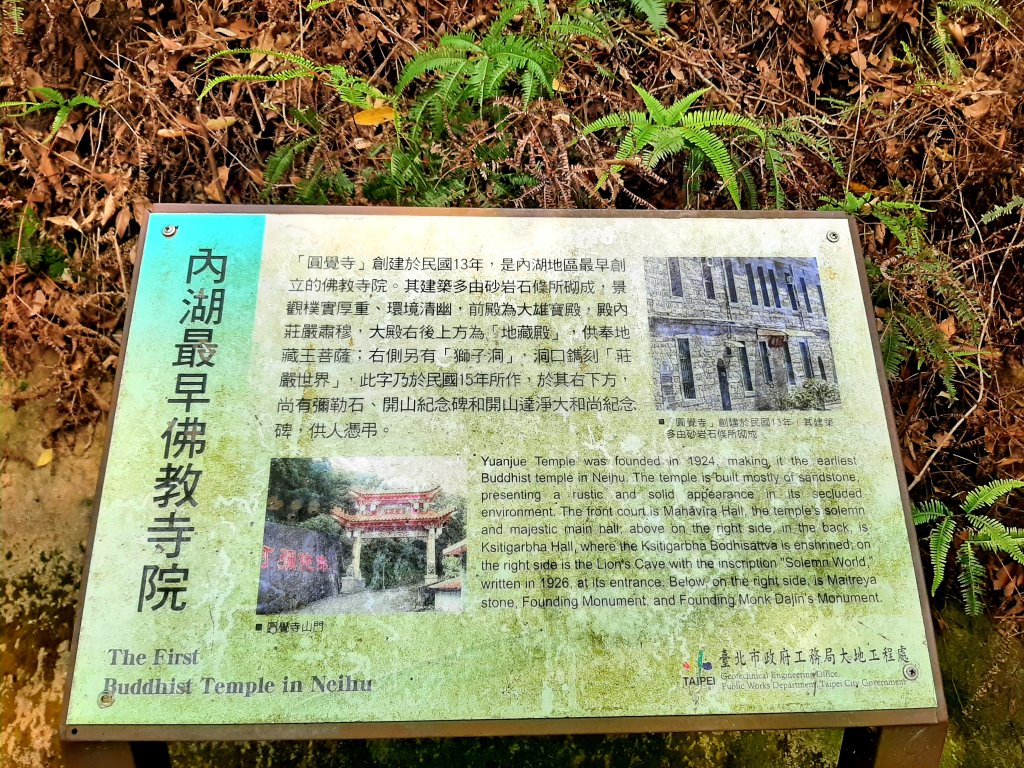 內湖最早佛教寺院
「圓覺寺」創建於民國13年，是內湖地區最早創
立的佛教寺院。其建築多由砂岩石條所砌成，景
觀樸實厚重、環境清幽，前殿為大雄寶殿，殿內
莊嚴肅穆，大殿右後上方為「地藏殿」，供奉地
藏王菩薩；右側另有「獅子洞」，洞口鐫刻「莊
嚴世界」，此字乃於民國15年所作，於其右下方，
尚有彌勒石、開山紀念碑和開山達淨大和尚紀念
碑，供人憑弔。
■「圓覺寺」創建於民國13年，其建築
多由砂岩石條所砌成
Yuanjue Temple was founded in 1924, making it the earliest
Buddhist temple in Neihu. The temple is built mostly of sandstone,
presenting a rustic and solid appearance in its secluded
environment. The front court is Mahāvīra Hall, the temple's solemn
and majestic main hall; above on the right side, in the back, is
Ksitigarbha Hall, where the Ksitigarbha Bodhisattva is enshrined; on
the right side is the Lion's Cave with the inscription "Solemn World,"
written in 1926, at its entrance. Below, on the right side, is Maitreya
stone, Founding Monument, and Founding Monk Dajin's Monument.
■ 圓覺寺山門
The First
Buddhist Temple in Neihu
TAIPEI
臺北市政府工務局大地工程處
Geotechnical Engineering Office,
Public Works Department, Taipei City Government